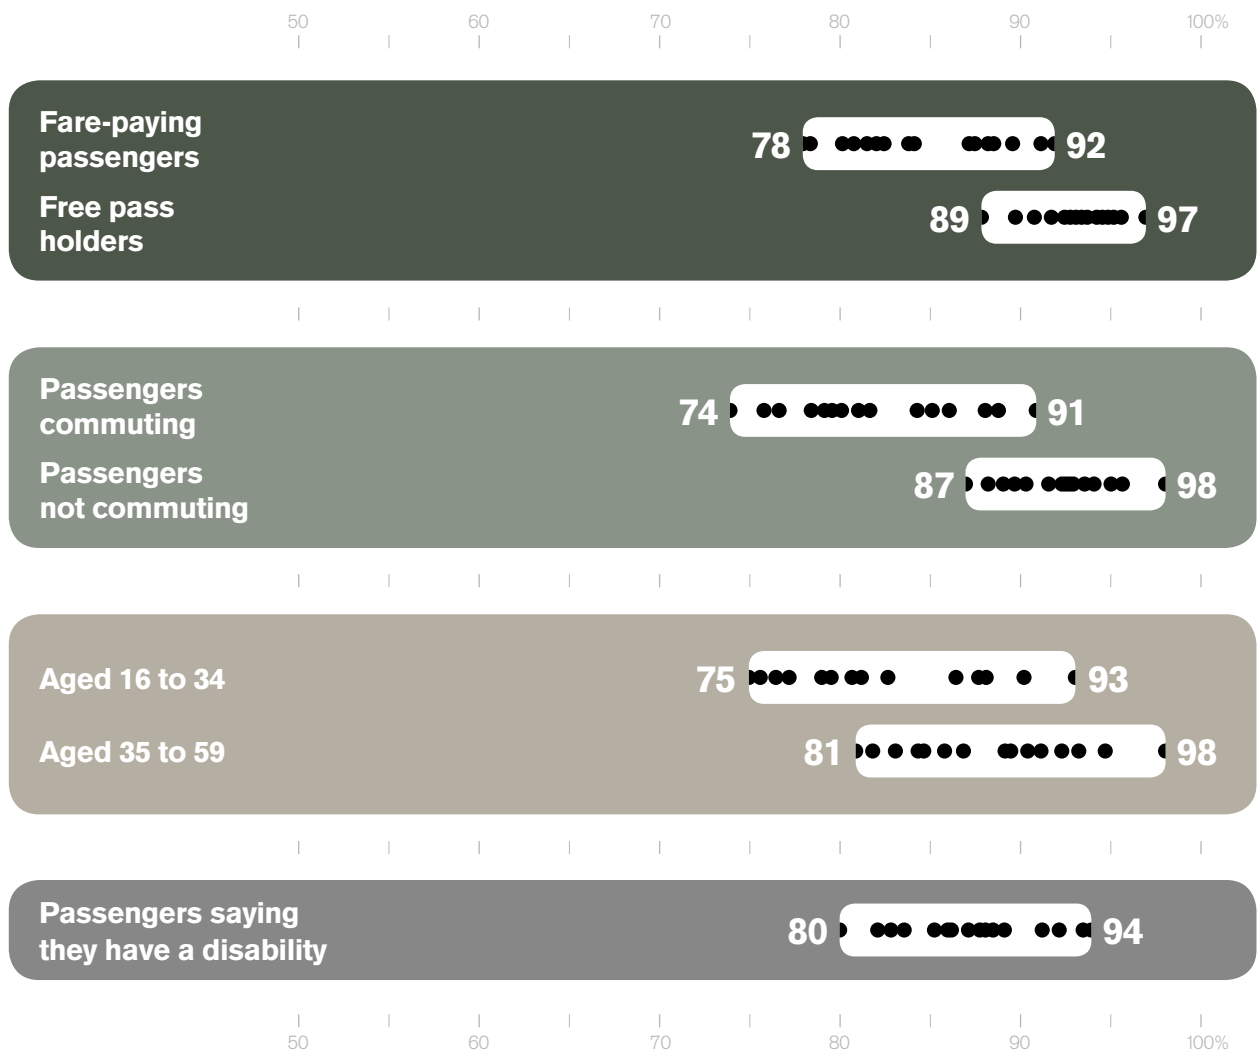 50 60 70 80 90 100%
Fare-paying
passengers
78 92
Free pass
holders
89 97
Passengers
commuting
74 91
Passengers
not commuting
87 98
Aged 16 to 34
75 93
Aged 35 to 59
81 98
Passengers saying
they have a disability
80 94
50 60 70 80 90 100%